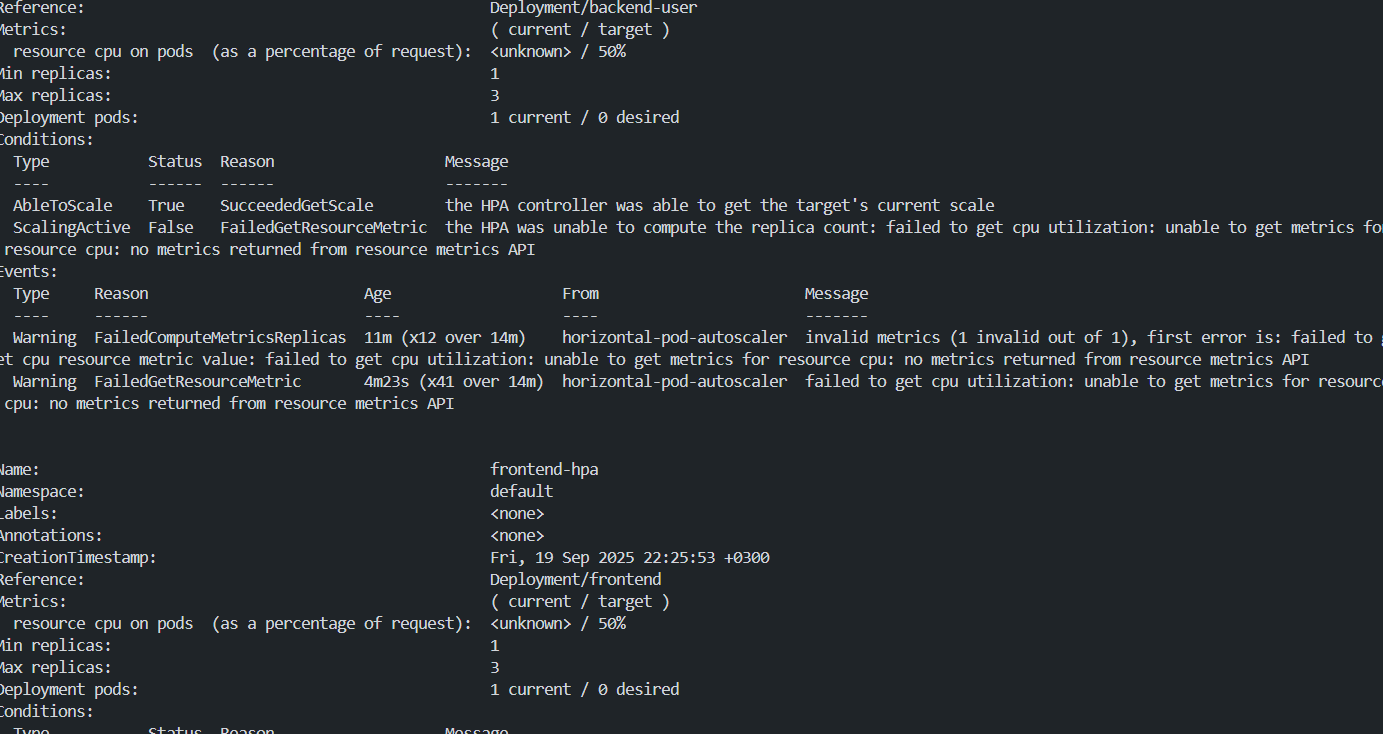 Reference:                                             Deployment/backend-user
Metrics:                                               ( current / target )
  resource cpu on pods  (as a percentage of request):  <unknown> / 50%
Min replicas:                                          1
Max replicas:                                          3
Deployment pods:                                       1 current / 0 desired
Conditions:
  Type           Status  Reason                   Message
  ----           ------  ------                   -------
  AbleToScale    True    SucceededGetScale        the HPA controller was able to get the target's current scale
  ScalingActive  False   FailedGetResourceMetric  the HPA was unable to compute the replica count: failed to get cpu utilization: unable to get metrics for
 resource cpu: no metrics returned from resource metrics API
Events:
  Type     Reason                        Age                   From                       Message
  ----     ------                        ----                  ----                       -------
  Warning  FailedComputeMetricsReplicas  11m (x12 over 14m)    horizontal-pod-autoscaler  invalid metrics (1 invalid out of 1), first error is: failed to g
et cpu resource metric value: failed to get cpu utilization: unable to get metrics for resource cpu: no metrics returned from resource metrics API
  Warning  FailedGetResourceMetric       4m23s (x41 over 14m)  horizontal-pod-autoscaler  failed to get cpu utilization: unable to get metrics for resource
 cpu: no metrics returned from resource metrics API
Name:                                                  frontend-hpa
Namespace:                                             default
Labels:                                                <none>
Annotations:                                           <none>
CreationTimestamp:                                     Fri, 19 Sep 2025 22:25:53 +0300
Reference:                                             Deployment/frontend
Metrics:                                               ( current / target )
  resource cpu on pods  (as a percentage of request):  <unknown> / 50%
Min replicas:                                          1
Max replicas:                                          3
Deployment pods:                                       1 current / 0 desired
Conditions:
  Type           Status  Reason                   Message